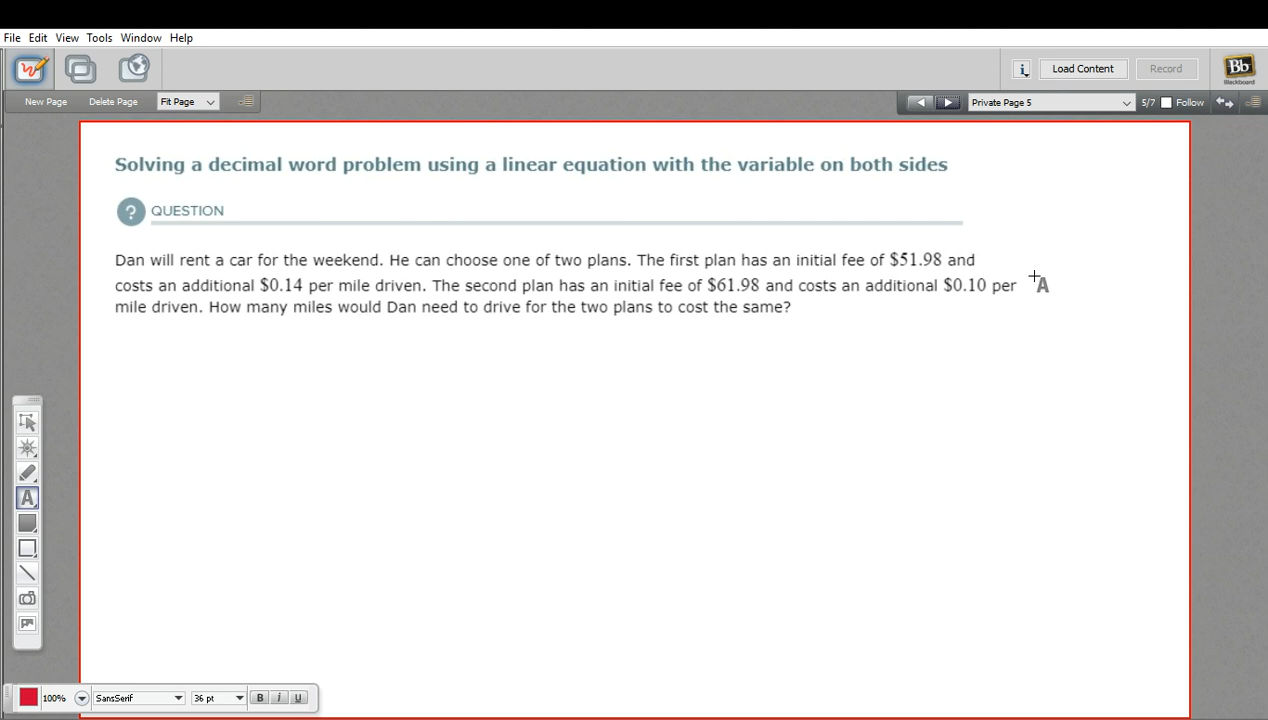 File Edit View Tools Window Help
Load Content Record Bb Blackboard
New Page Delete Page Fit Page Private Page 5 5/7 Follow
Solving a decimal word problem using a linear equation with the variable on both sides
? QUESTION
Dan will rent a car for the weekend. He can choose one of two plans. The first plan has an initial fee of $51.98 and
costs an additional $0.14 per mile driven. The second plan has an initial fee of $61.98 and costs an additional $0.10 per
mile driven. How many miles would Dan need to drive for the two plans to cost the same?
A
A
100% SansSerif 36 pt B i U